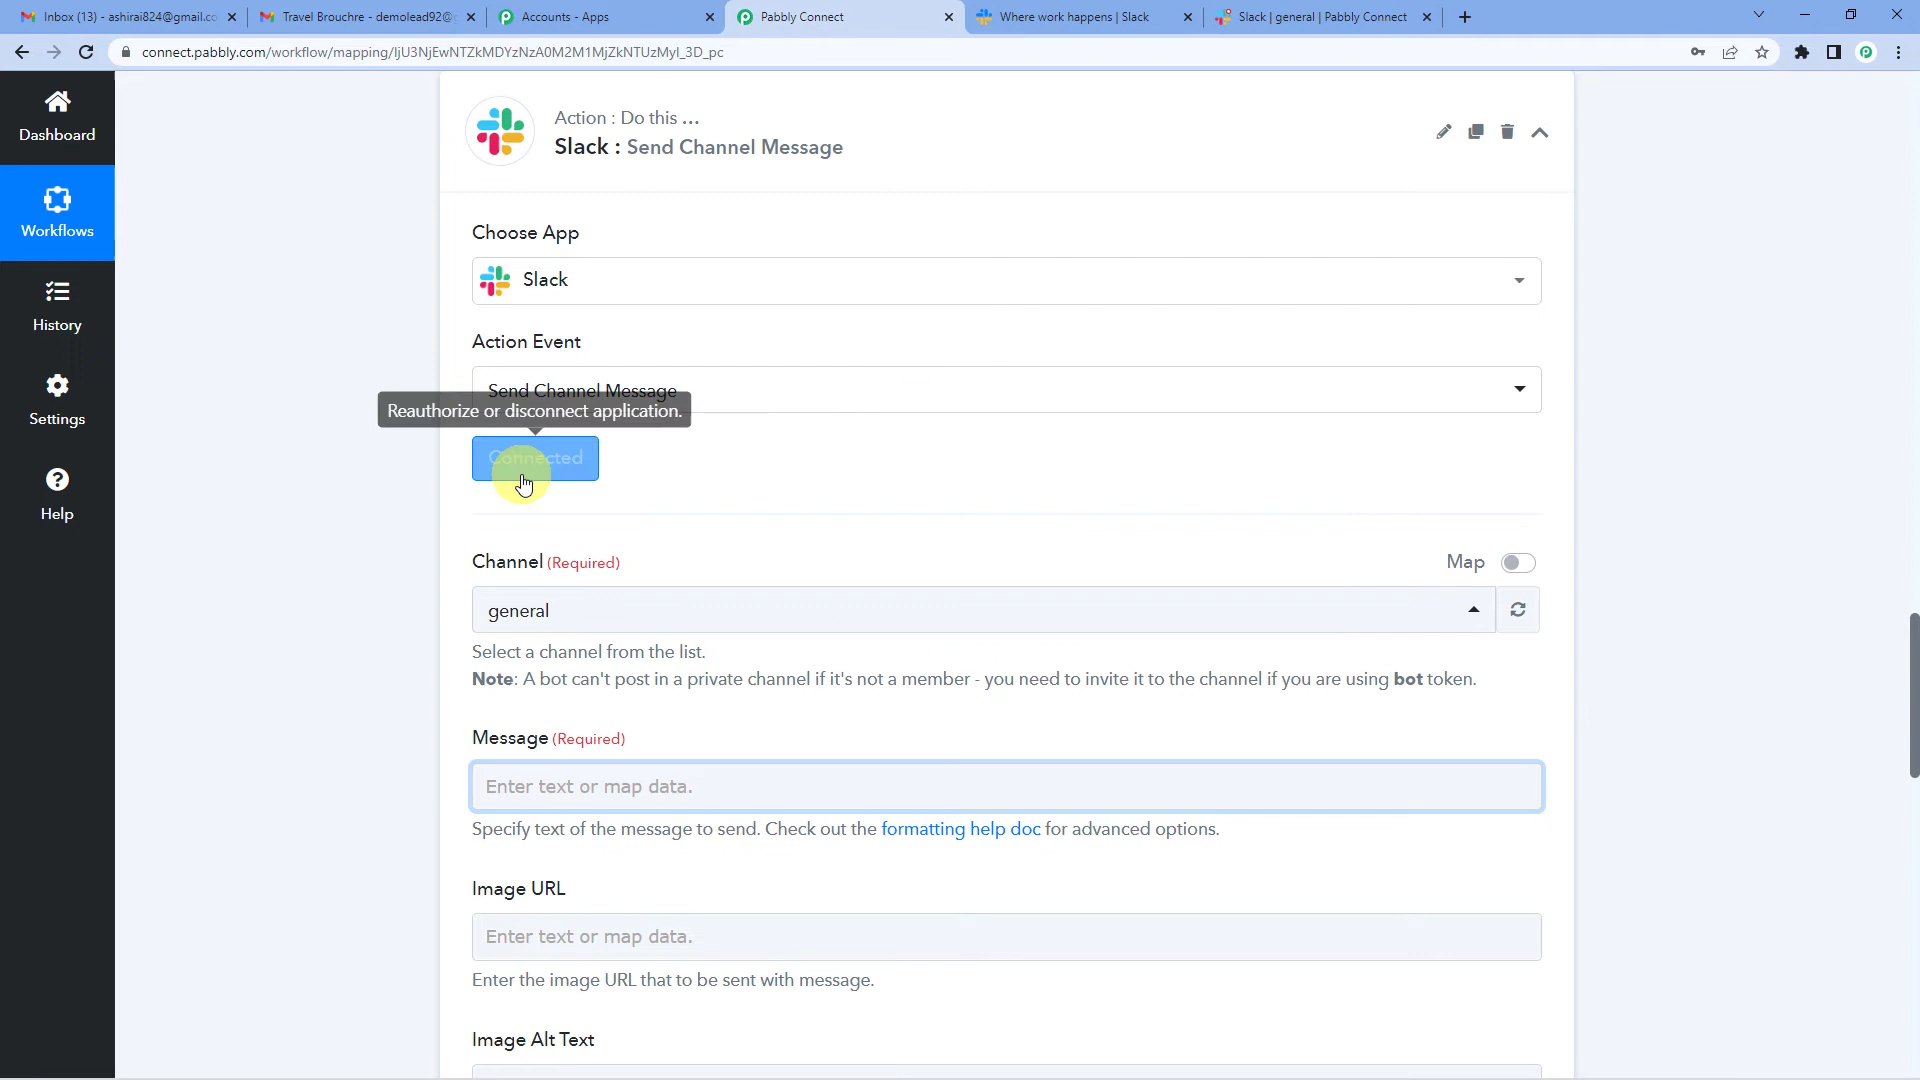 Inbox (13) - ashirai824@gmail.co
Travel Brouchre - demolead92@g
Accounts - Apps
Pabbly Connect
Where work happens | Slack
Slack | general | Pabbly Connect
connect.pabbly.com/workflow/mapping/IjU3NjEwNTZkMDYzNzA0M2M1MjZkNTUzMyI_3D_pc
Dashboard
Workflows
History
Settings
Help
Action : Do this ...
Slack : Send Channel Message
Choose App
Slack
Action Event
Send Channel Message
Reauthorize or disconnect application.
Connected
Channel (Required)
Map
general
Select a channel from the list.
Note: A bot can't post in a private channel if it's not a member - you need to invite it to the channel if you are using bot token.
Message (Required)
Enter text or map data.
Specify text of the message to send. Check out the formatting help doc for advanced options.
Image URL
Enter text or map data.
Enter the image URL that to be sent with message.
Image Alt Text